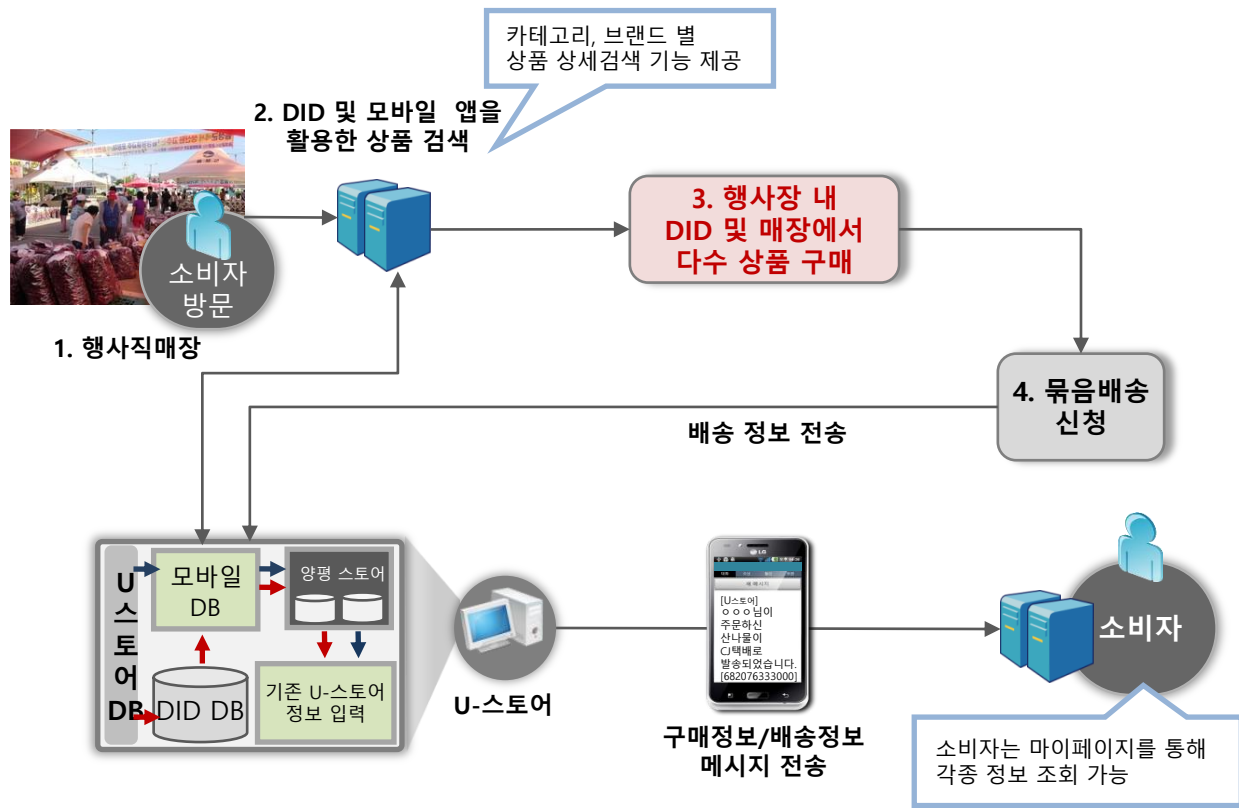 카테고리, 브랜드 별
상품 상세검색 기능 제공
2. DID 및 모바일 앱을
활용한 상품 검색
소비자
방문
1. 행사직매장
3. 행사장 내
DID 및 매장에서
다수 상품 구매
4. 묶음배송
신청
배송 정보 전송
U
스
토
어
DB
모바일
DB
양평 스토어
DID DB
기존 U-스토어
정보 입력
U-스토어
LG
새 메시지
[U스토어]
ㅇㅇㅇ님이
주문하신
산나물이
CJ택배로
발송되었습니다.
[682076333000]
구매정보/배송정보
메시지 전송
소비자
소비자는 마이페이지를 통해
각종 정보 조회 가능